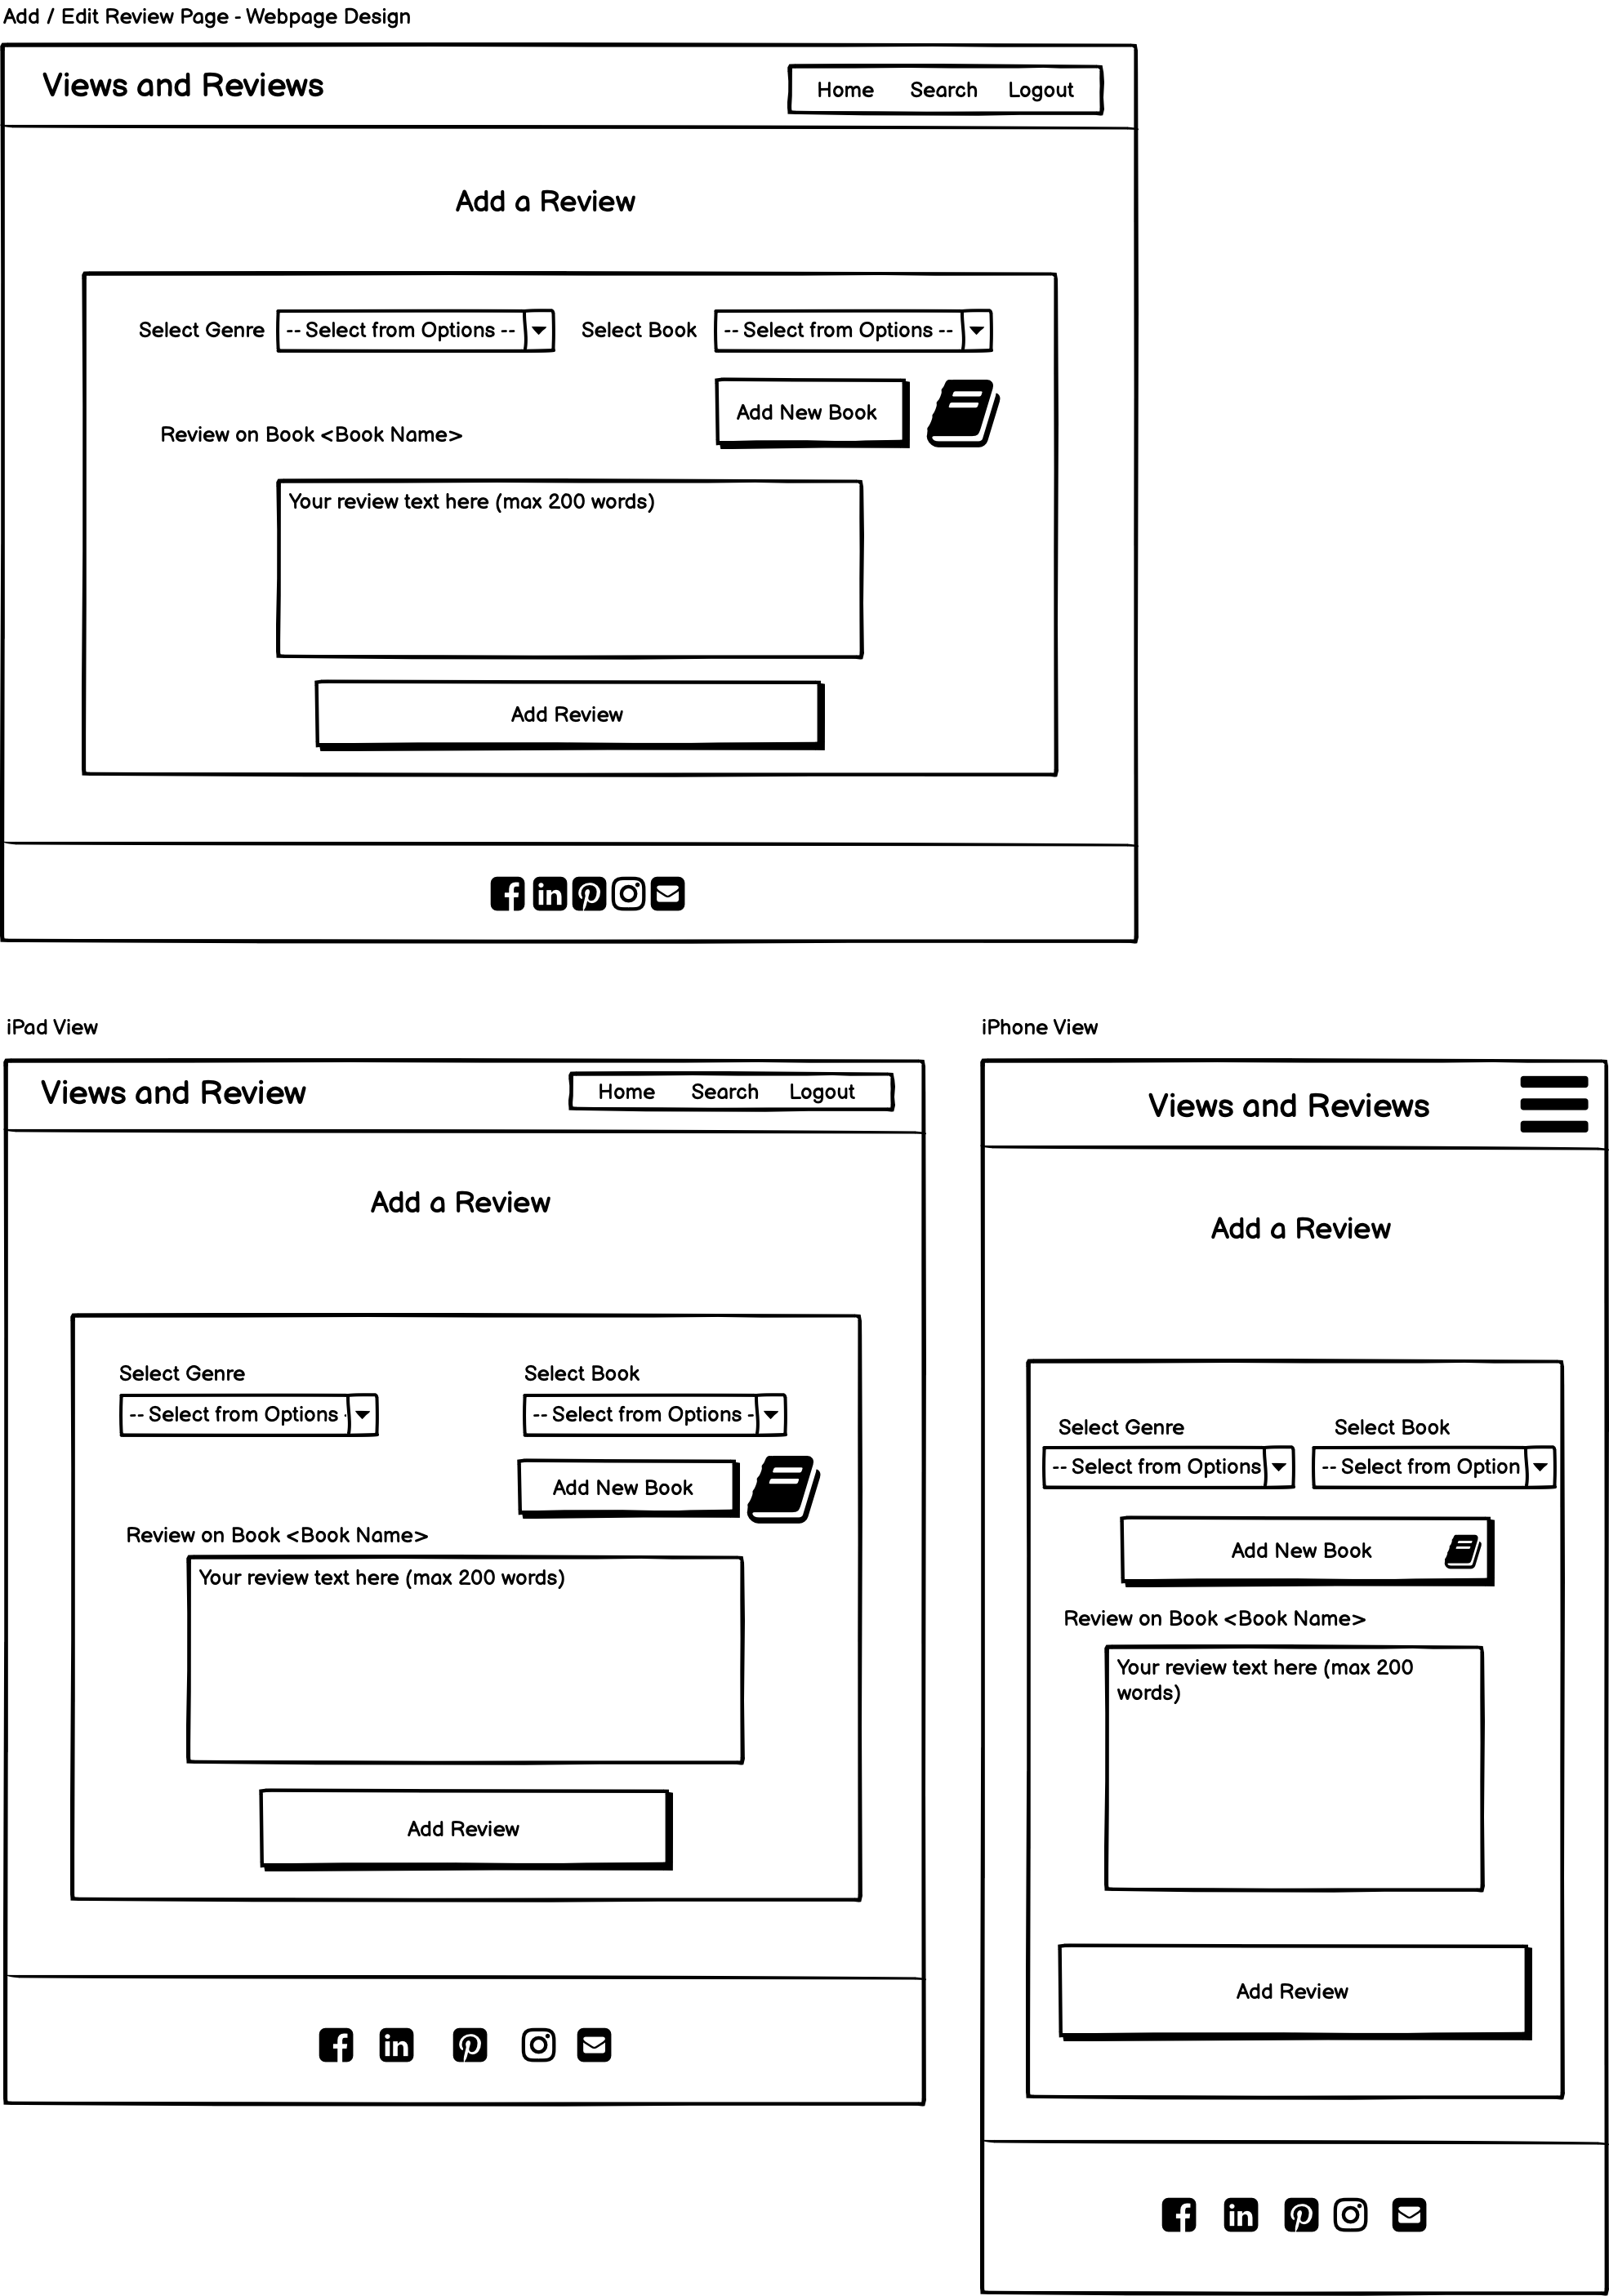 Add / Edit Review Page - Webpage Design
Views and Reviews
Home Search Logout
Add a Review
Select Genre -- Select from Options -- Select Book -- Select from Options --
Add New Book
Review on Book <Book Name>
Your review text here (max 200 words)
Add Review
iPad View
Views and Review
Home Search Logout
Add a Review
Select Genre Select Book
-- Select from Options - -- Select from Options -
Add New Book
Review on Book <Book Name>
Your review text here (max 200 words)
Add Review
iPhone View
Views and Reviews
Add a Review
Select Genre Select Book
-- Select from Options -- Select from Option
Add New Book
Review on Book <Book Name>
Your review text here (max 200
words)
Add Review